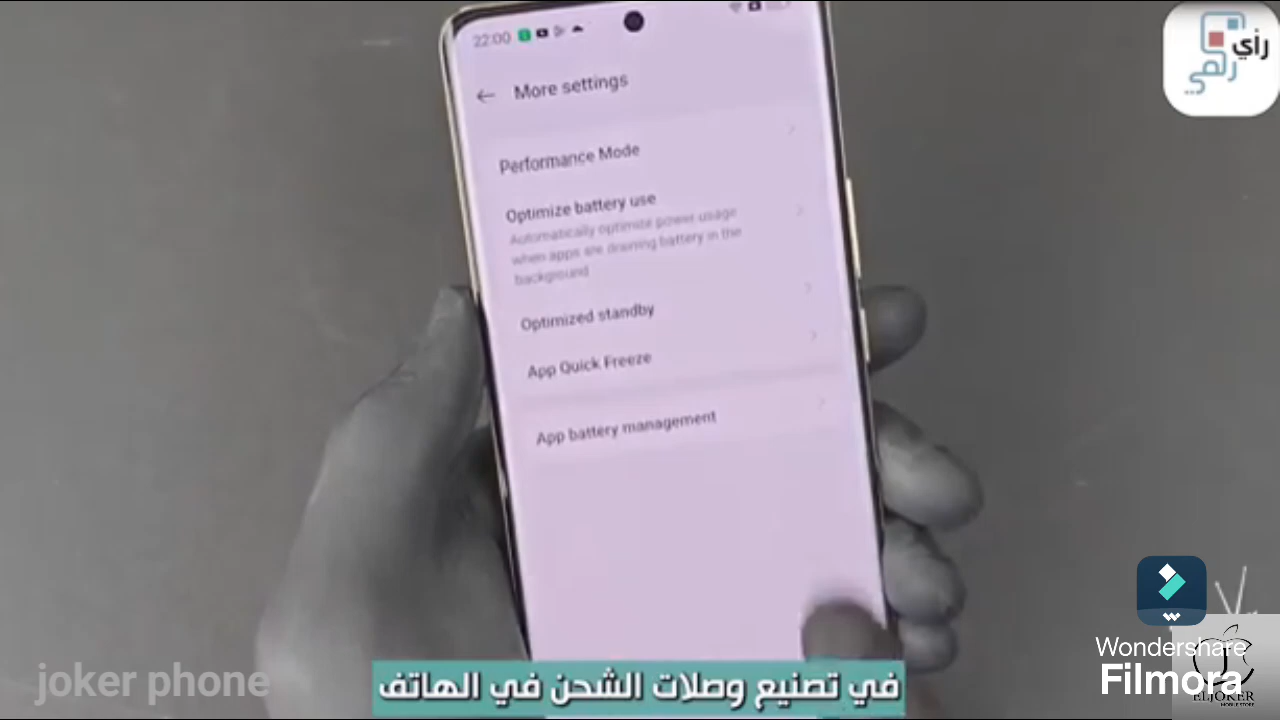 22:00
More settings
Performance Mode
Optimize battery use
Automatically optimize power usage
when apps are draining battery in the
background
Optimized standby
App Quick Freeze
App battery management
رأي
رقمي
في تصنيع وصلات الشحن في الهاتف
joker phone
Wondershare
Filmora
ELJOKER
MOBILE STORE